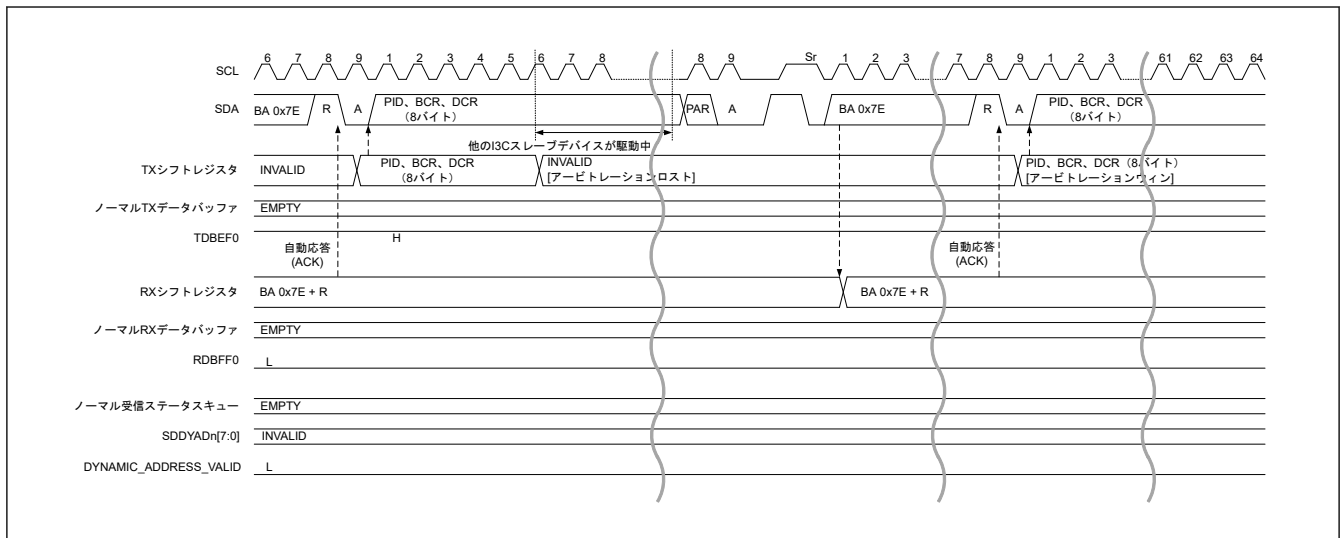 SCL 6 7 8 9 1 2 3 4 5 6 7 8 8 9 Sr 1 2 3 7 8 9 1 2 3 61 62 63 64
SDA BA 0x7E R A PID、BCR、DCR (8バイト) PAR A BA 0x7E R A PID、BCR、DCR (8バイト)
他のI3Cスレーブデバイスが駆動中
TXシフトレジスタ INVALID PID、BCR、DCR (8バイト) INVALID [アービトレーションロスト] PID、BCR、DCR (8バイト) [アービトレーションウィン]
ノーマルTXデータバッファ EMPTY
TDBEF0 H
自動応答 (ACK) 自動応答 (ACK)
RXシフトレジスタ BA 0x7E + R BA 0x7E + R
ノーマルRXデータバッファ EMPTY
RDBFF0 L
ノーマル受信ステータスキュー EMPTY
SDDYADn[7:0] INVALID
DYNAMIC_ADDRESS_VALID L